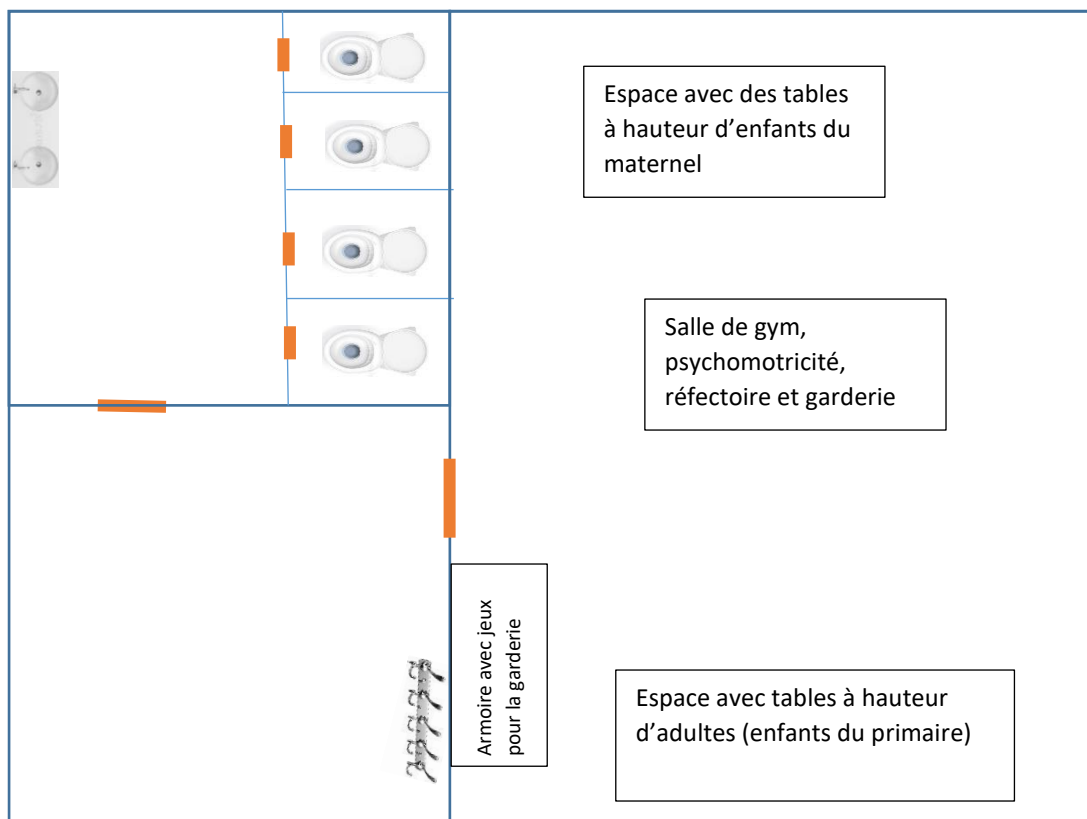 Espace avec des tables
à hauteur d’enfants du
maternel
Salle de gym,
psychomotricité,
réfectoire et garderie
Armoire avec jeux
pour la garderie
Espace avec tables à hauteur
d’adultes (enfants du primaire)